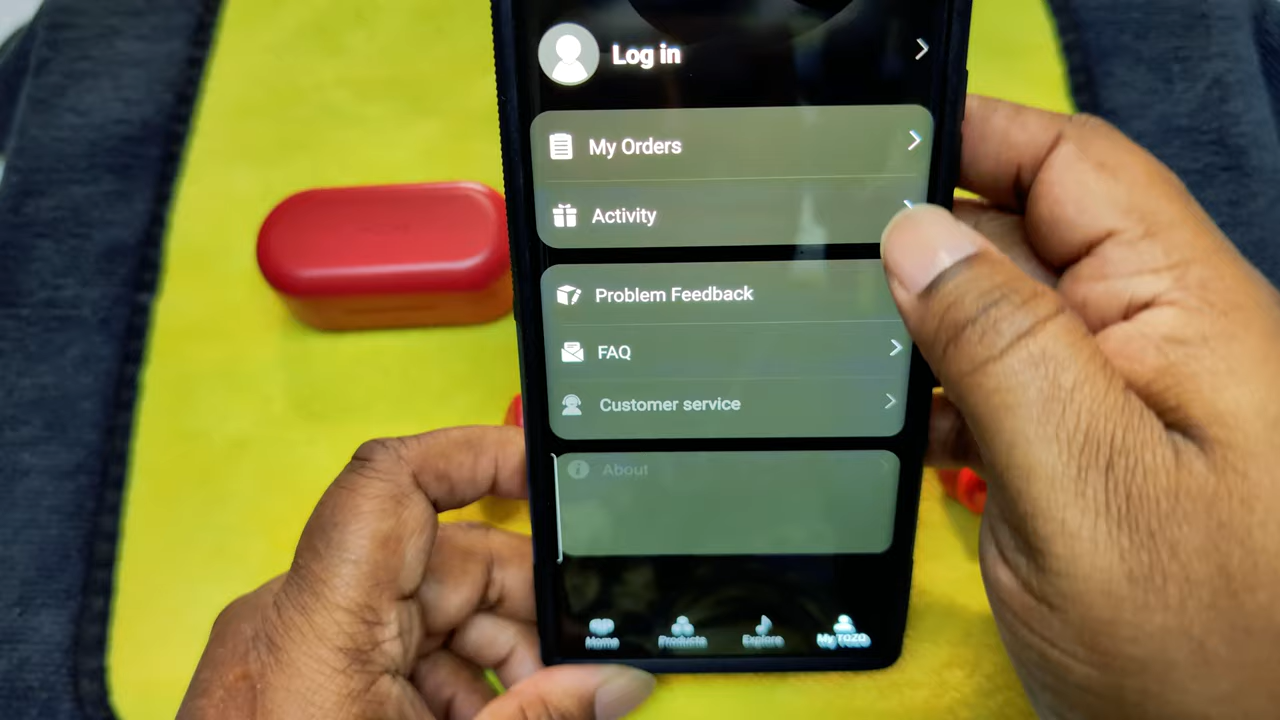 Log in
My Orders
Activity
Problem Feedback
FAQ
Customer service
About
Home
Products
Explore
My TOZO